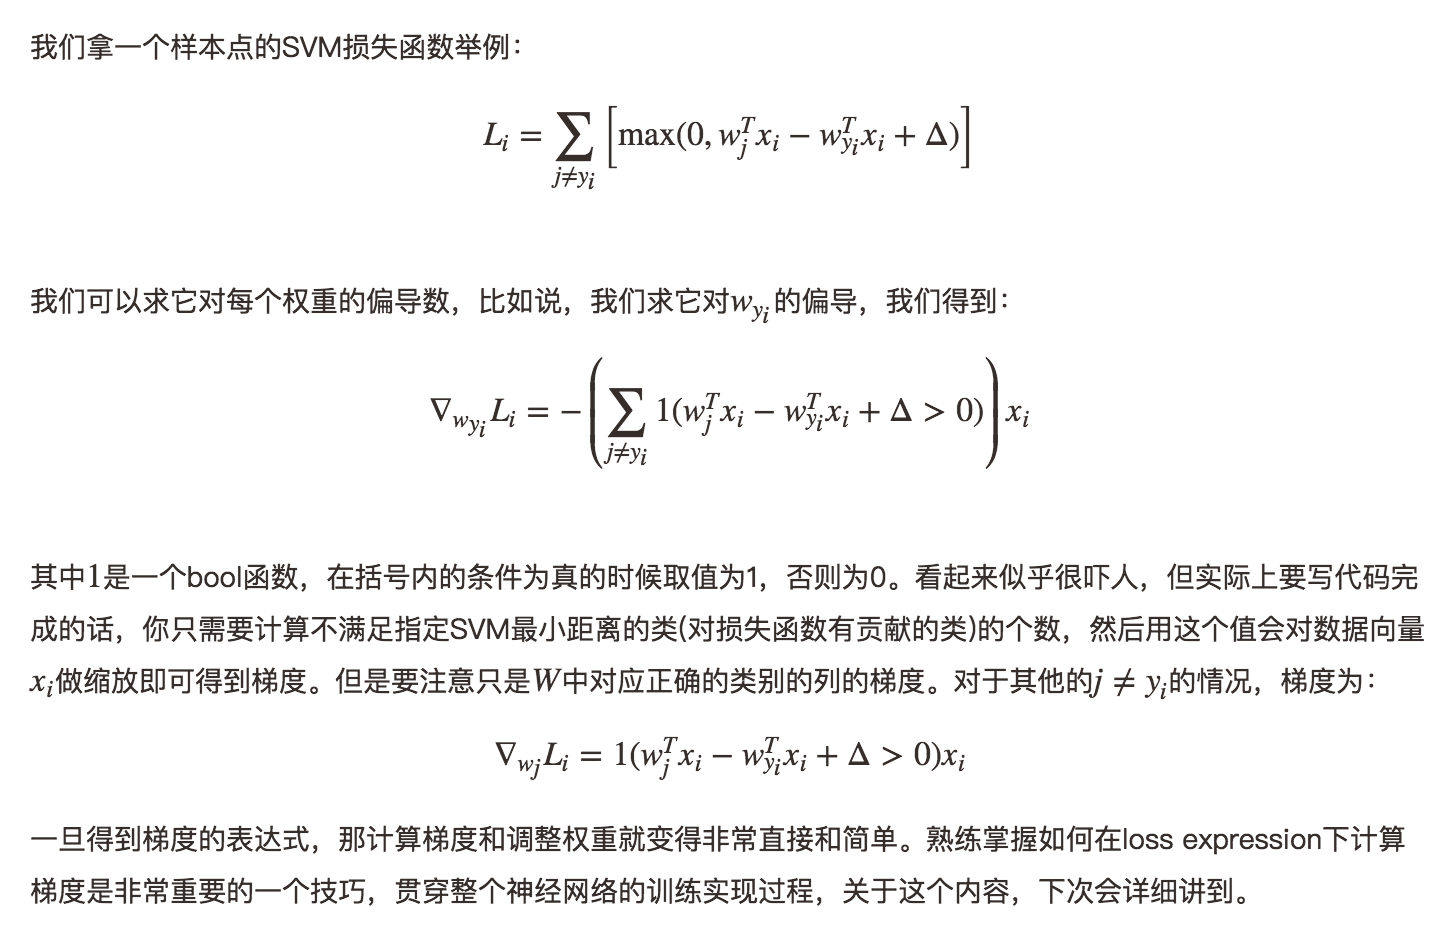 我们拿一个样本点的SVM损失函数举例：
$$L_i = \sum_{j \neq y_i} \left[ \max(0, w_j^T x_i - w_{y_i}^T x_i + \Delta) \right]$$
我们可以求它对每个权重的偏导数，比如说，我们求它对$w_{y_i}$的偏导，我们得到：
$$\nabla_{w_{y_i}} L_i = - \left( \sum_{j \neq y_i} 1(w_j^T x_i - w_{y_i}^T x_i + \Delta > 0) \right) x_i$$
其中1是一个bool函数，在括号内的条件为真的时候取值为1，否则为0。看起来似乎很吓人，但实际上要写代码完
成的话，你只需要计算不满足指定SVM最小距离的类(对损失函数有贡献的类)的个数，然后用这个值会对数据向量
$x_i$做缩放即可得到梯度。但是要注意只是$W$中对应正确的类别的列的梯度。对于其他的$j \neq y_i$的情况，梯度为：
$$\nabla_{w_j} L_i = 1(w_j^T x_i - w_{y_i}^T x_i + \Delta > 0) x_i$$
一旦得到梯度的表达式，那计算梯度和调整权重就变得非常直接和简单。熟练掌握如何在loss expression下计算
梯度是非常重要的一个技巧，贯穿整个神经网络的训练实现过程，关于这个内容，下次会详细讲到。